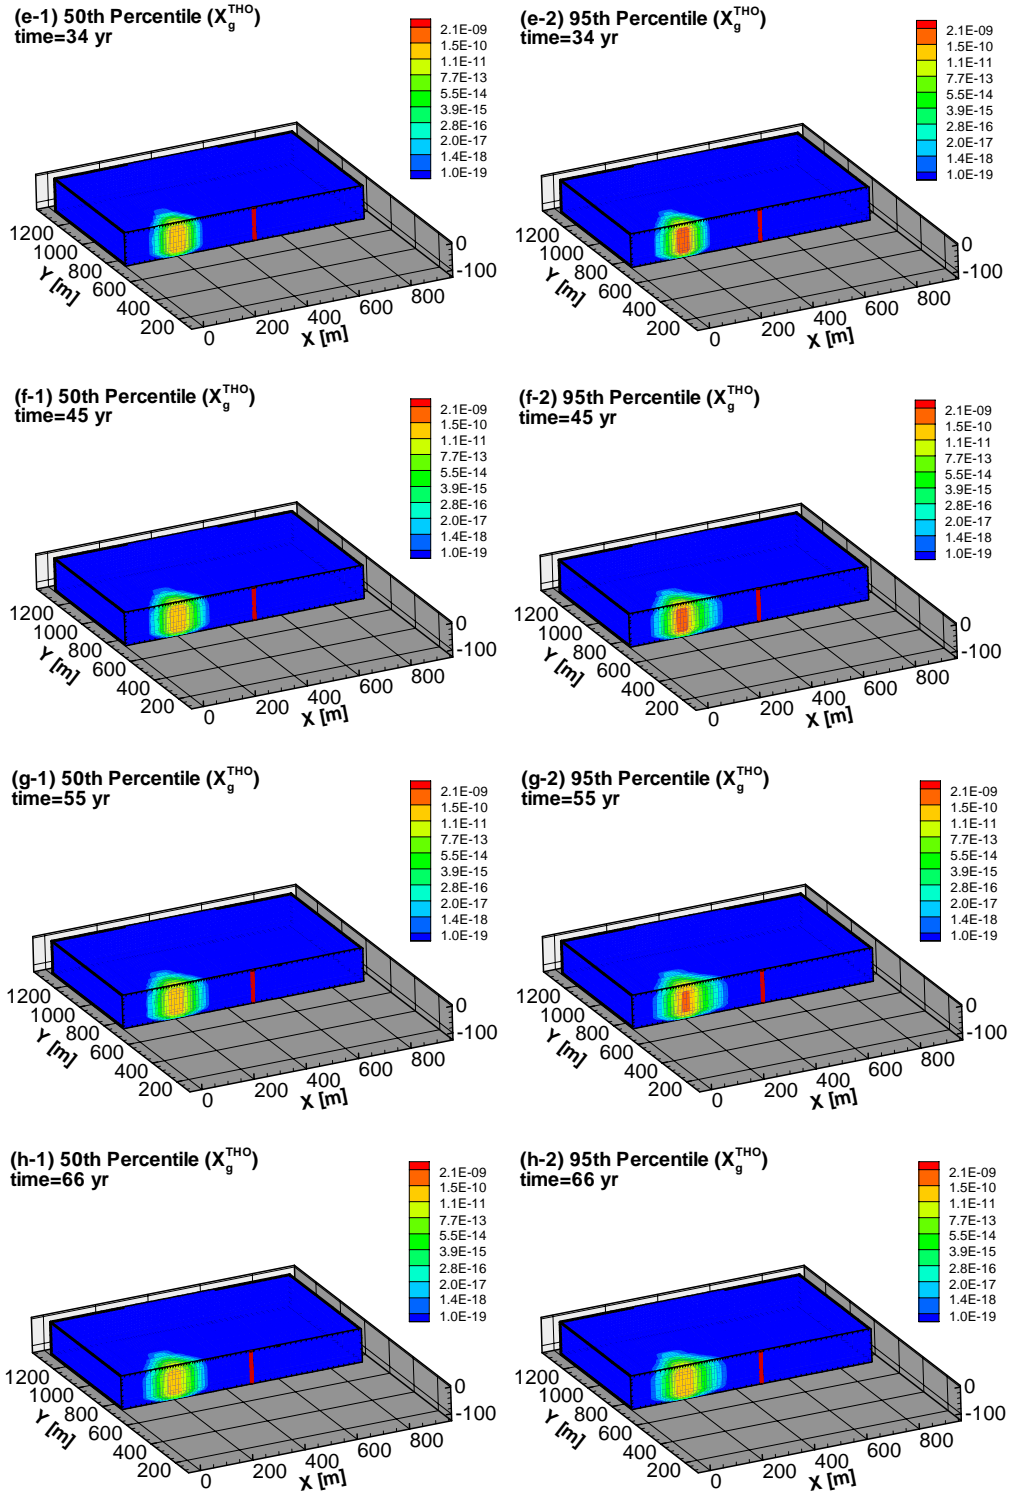 (e-1) 50th Percentile (X_g^THO)
time=34 yr
2.1E-09
1.5E-10
1.1E-11
7.7E-13
5.5E-14
3.9E-15
2.8E-16
2.0E-17
1.4E-18
1.0E-19
1200
1000
800
600
400
200
Y [m]
0
200
400
600
800
X [m]
0
-100
(e-2) 95th Percentile (X_g^THO)
time=34 yr
2.1E-09
1.5E-10
1.1E-11
7.7E-13
5.5E-14
3.9E-15
2.8E-16
2.0E-17
1.4E-18
1.0E-19
1200
1000
800
600
400
200
Y [m]
0
200
400
600
800
X [m]
0
-100
(f-1) 50th Percentile (X_g^THO)
time=45 yr
2.1E-09
1.5E-10
1.1E-11
7.7E-13
5.5E-14
3.9E-15
2.8E-16
2.0E-17
1.4E-18
1.0E-19
1200
1000
800
600
400
200
Y [m]
0
200
400
600
800
X [m]
0
-100
(f-2) 95th Percentile (X_g^THO)
time=45 yr
2.1E-09
1.5E-10
1.1E-11
7.7E-13
5.5E-14
3.9E-15
2.8E-16
2.0E-17
1.4E-18
1.0E-19
1200
1000
800
600
400
200
Y [m]
0
200
400
600
800
X [m]
0
-100
(g-1) 50th Percentile (X_g^THO)
time=55 yr
2.1E-09
1.5E-10
1.1E-11
7.7E-13
5.5E-14
3.9E-15
2.8E-16
2.0E-17
1.4E-18
1.0E-19
1200
1000
800
600
400
200
Y [m]
0
200
400
600
800
X [m]
0
-100
(g-2) 95th Percentile (X_g^THO)
time=55 yr
2.1E-09
1.5E-10
1.1E-11
7.7E-13
5.5E-14
3.9E-15
2.8E-16
2.0E-17
1.4E-18
1.0E-19
1200
1000
800
600
400
200
Y [m]
0
200
400
600
800
X [m]
0
-100
(h-1) 50th Percentile (X_g^THO)
time=66 yr
2.1E-09
1.5E-10
1.1E-11
7.7E-13
5.5E-14
3.9E-15
2.8E-16
2.0E-17
1.4E-18
1.0E-19
1200
1000
800
600
400
200
Y [m]
0
200
400
600
800
X [m]
0
-100
(h-2) 95th Percentile (X_g^THO)
time=66 yr
2.1E-09
1.5E-10
1.1E-11
7.7E-13
5.5E-14
3.9E-15
2.8E-16
2.0E-17
1.4E-18
1.0E-19
1200
1000
800
600
400
200
Y [m]
0
200
400
600
800
X [m]
0
-100